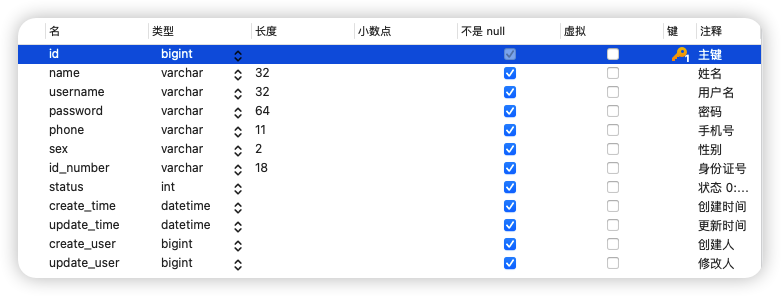 名 类型 长度 小数点 不是 null 虚拟 键 注释
id bigint 1 主键
name varchar 32 姓名
username varchar 32 用户名
password varchar 64 密码
phone varchar 11 手机号
sex varchar 2 性别
id_number varchar 18 身份证号
status int 状态 0:...
create_time datetime 创建时间
update_time datetime 更新时间
create_user bigint 创建人
update_user bigint 修改人